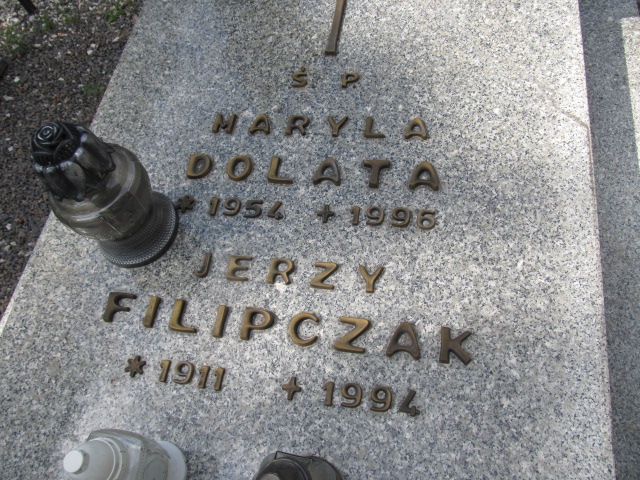 Ś P
MARYLA
DOLATA
* 1954 + 1996
JERZY
FILIPCZAK
* 1911 + 1994